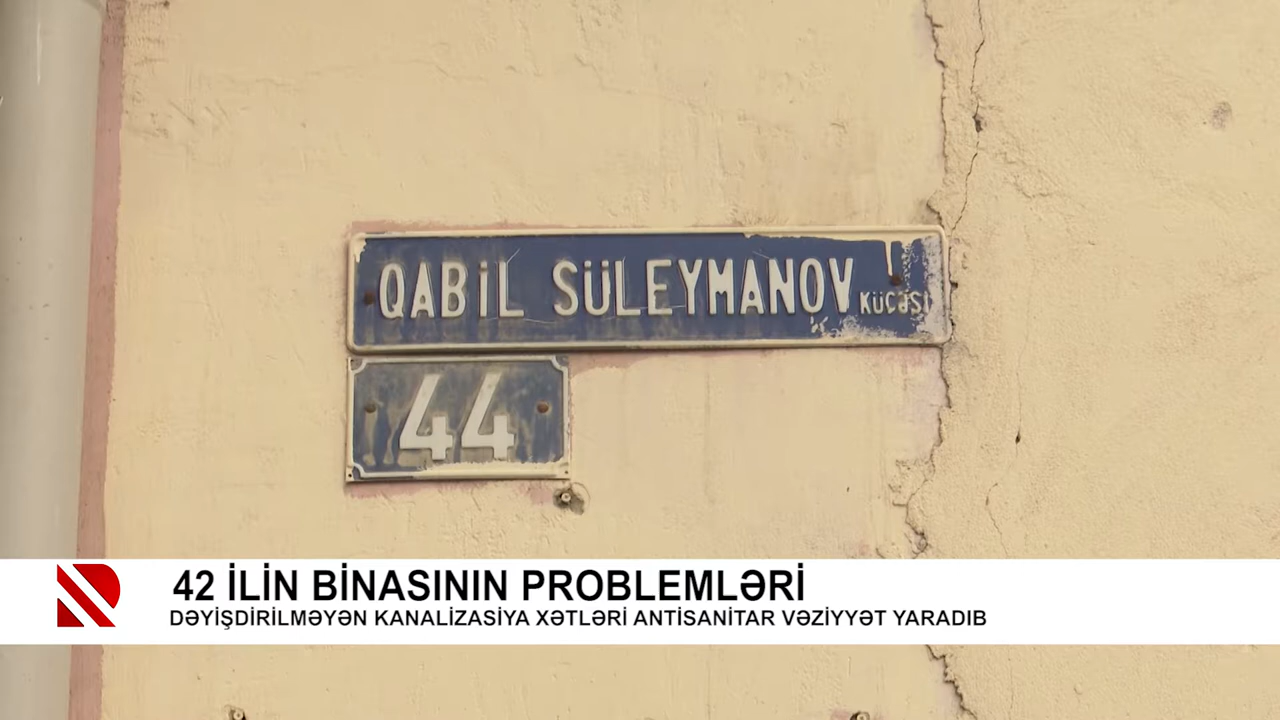 QABİL SÜLEYMANOV KÜÇƏSİ
44
42 İLİN BİNASININ PROBLEMLƏRİ
DƏYİŞDİRİLMƏYƏN KANALİZASİYA XƏTLƏRİ ANTİSANİTAR VƏZİYYƏT YARADIB